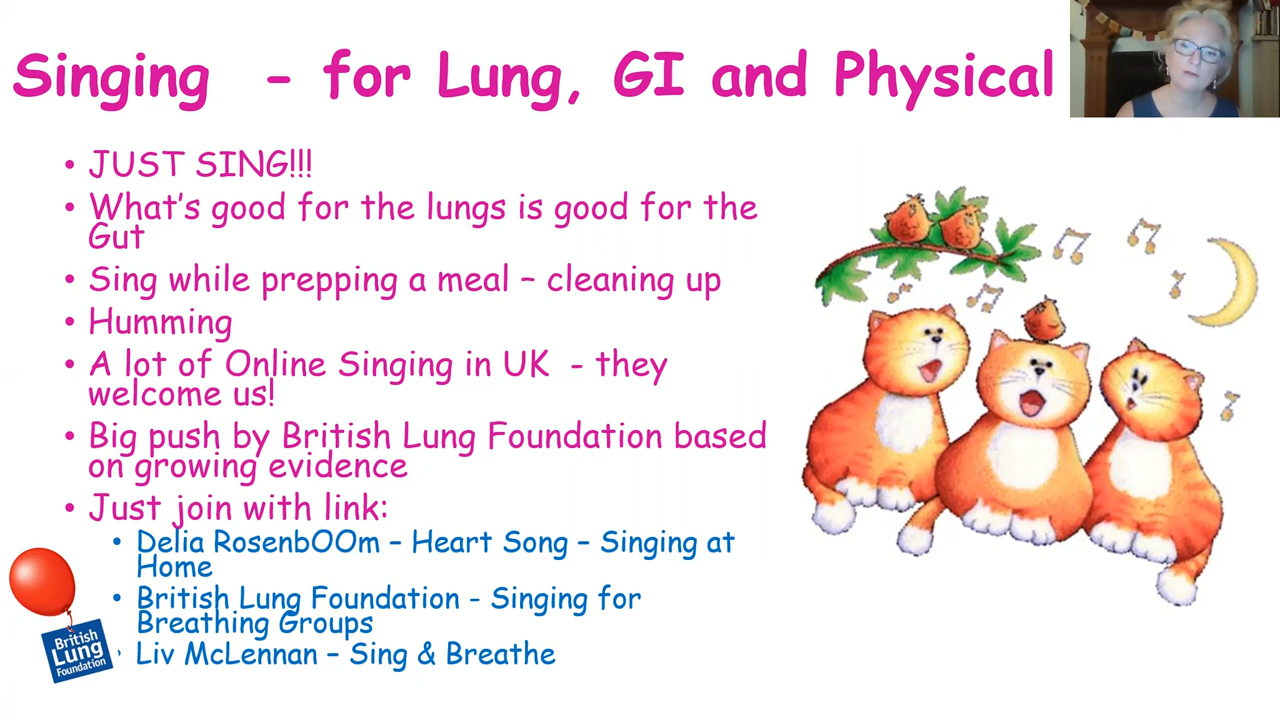 Singing - for Lung, GI and Physical
• JUST SING!!!
• What's good for the lungs is good for the
Gut
• Sing while prepping a meal – cleaning up
• Humming
• A lot of Online Singing in UK - they
welcome us!
• Big push by British Lung Foundation based
on growing evidence
• Just join with link:
• Delia RosenbOOm – Heart Song – Singing at
Home
• British Lung Foundation - Singing for
Breathing Groups
• Liv McLennan – Sing & Breathe
British
Lung
Foundation